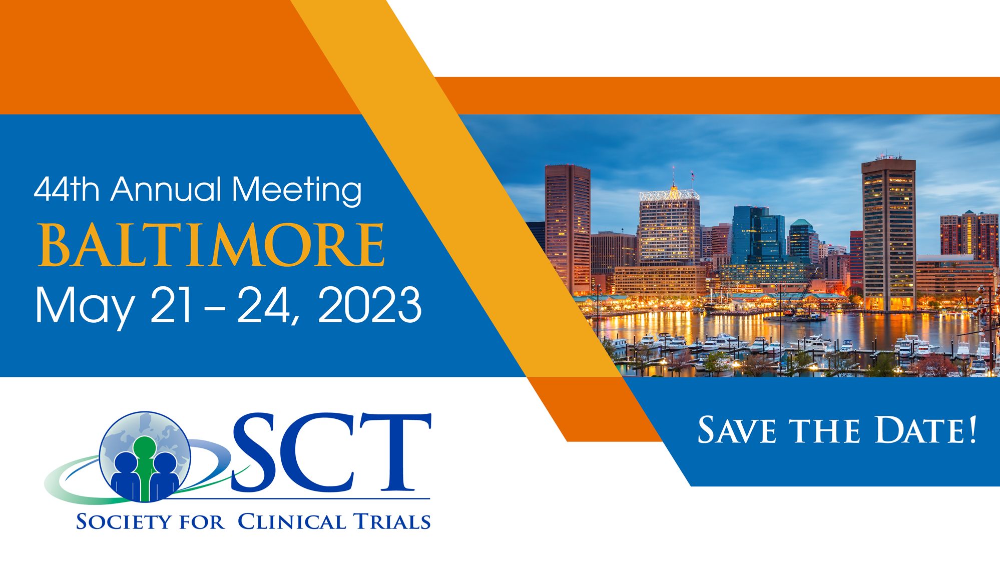 44th Annual Meeting
BALTIMORE
May 21 – 24, 2023
SCT
SOCIETY FOR CLINICAL TRIALS
SAVE THE DATE!